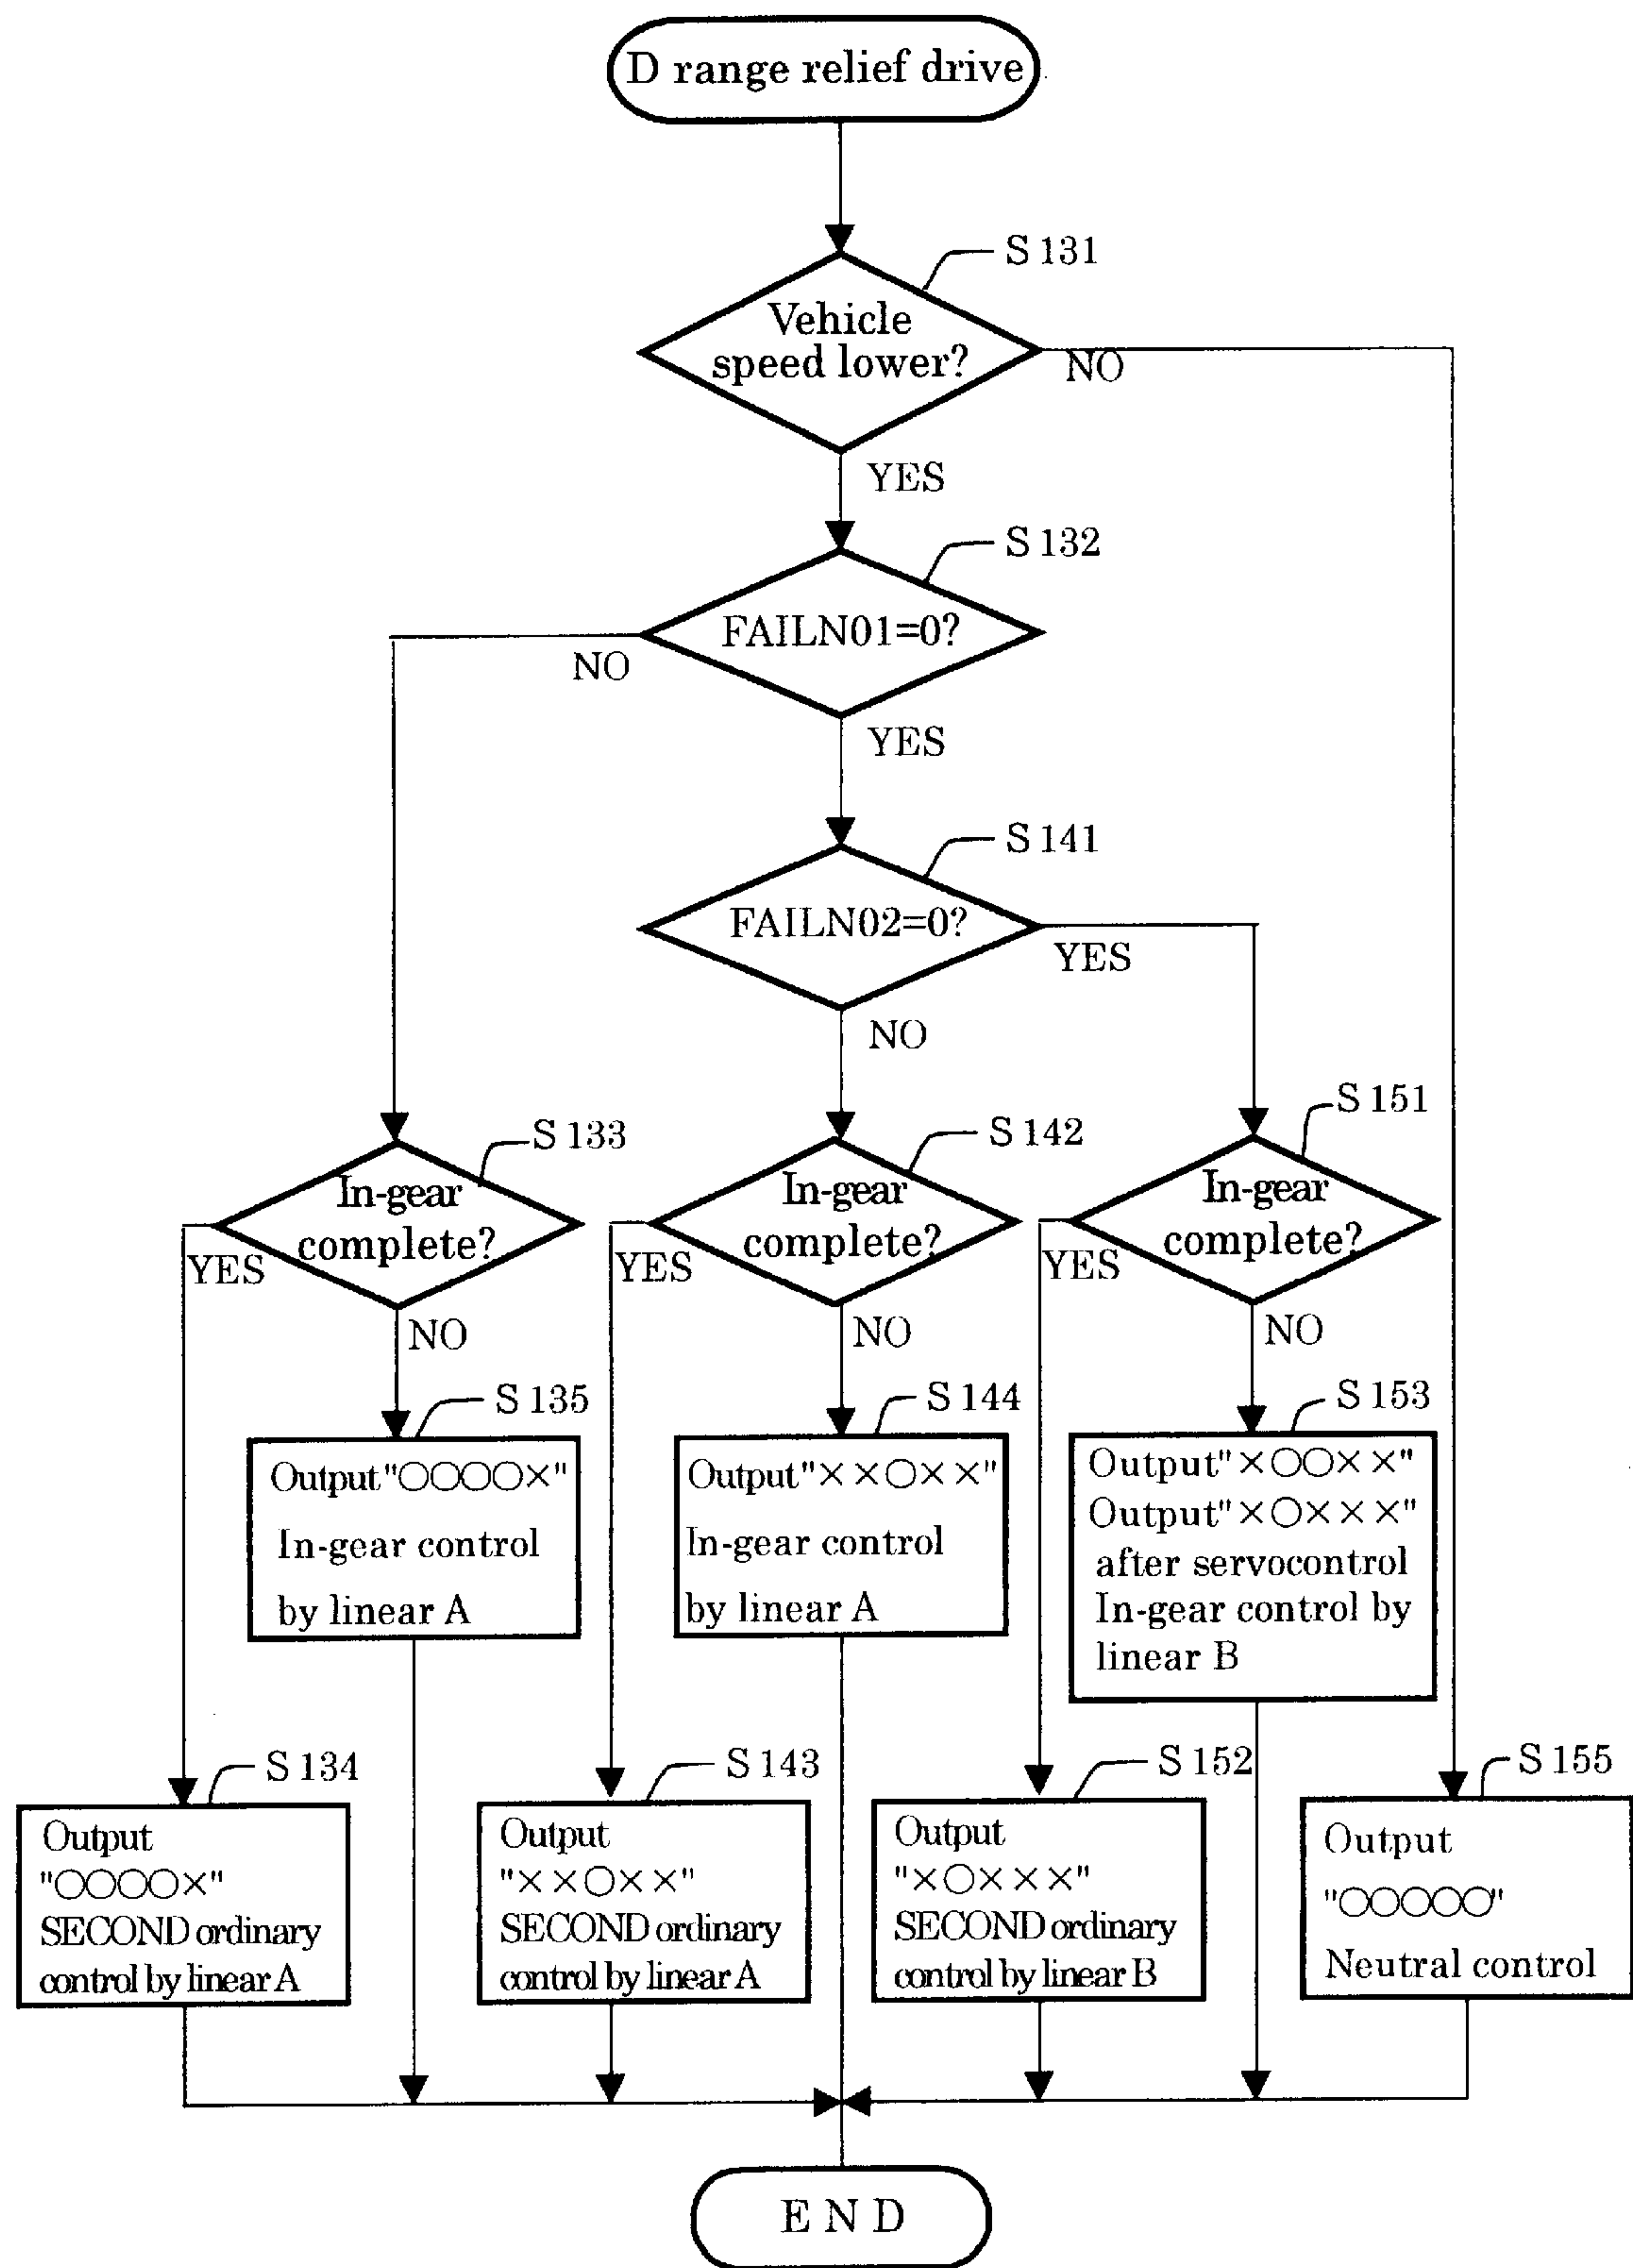 D range relief drive
S 131
Vehicle
speed lower?
NO
YES
S 132
FAILN01=0?
NO
YES
S 141
FAILN02=0?
YES
NO
S 133
In-gear
complete?
YES
NO
S 142
In-gear
complete?
YES
NO
S 151
In-gear
complete?
YES
NO
S 135
Output"○○○○×"
In-gear control
by linear A
S 144
Output"××○××"
In-gear control
by linear A
S 153
Output"×○○××"
Output"×○×××"
after servocontrol
In-gear control by
linear B
S 134
Output
"○○○○×"
SECOND ordinary
control by linear A
S 143
Output
"××○××"
SECOND ordinary
control by linear A
S 152
Output
"×○×××"
SECOND ordinary
control by linear B
S 155
Output
"○○○○○"
Neutral control
E N D